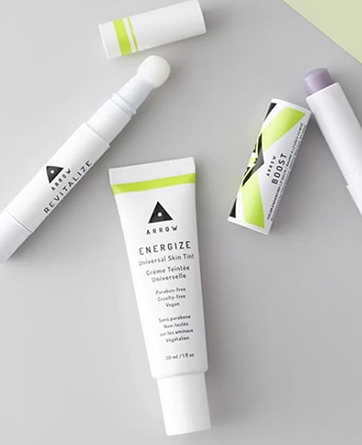 ARROW
REVITALIZE
ARROW
BOOST
ARROW
ENERGIZE
Universal Skin Tint
Crème Teintée
Universelle
Paraben-free
Cruelty-free
Vegan
Sans parabène
Non-testés
sur les animaux
Végétalien
30 ml / 1 fl oz